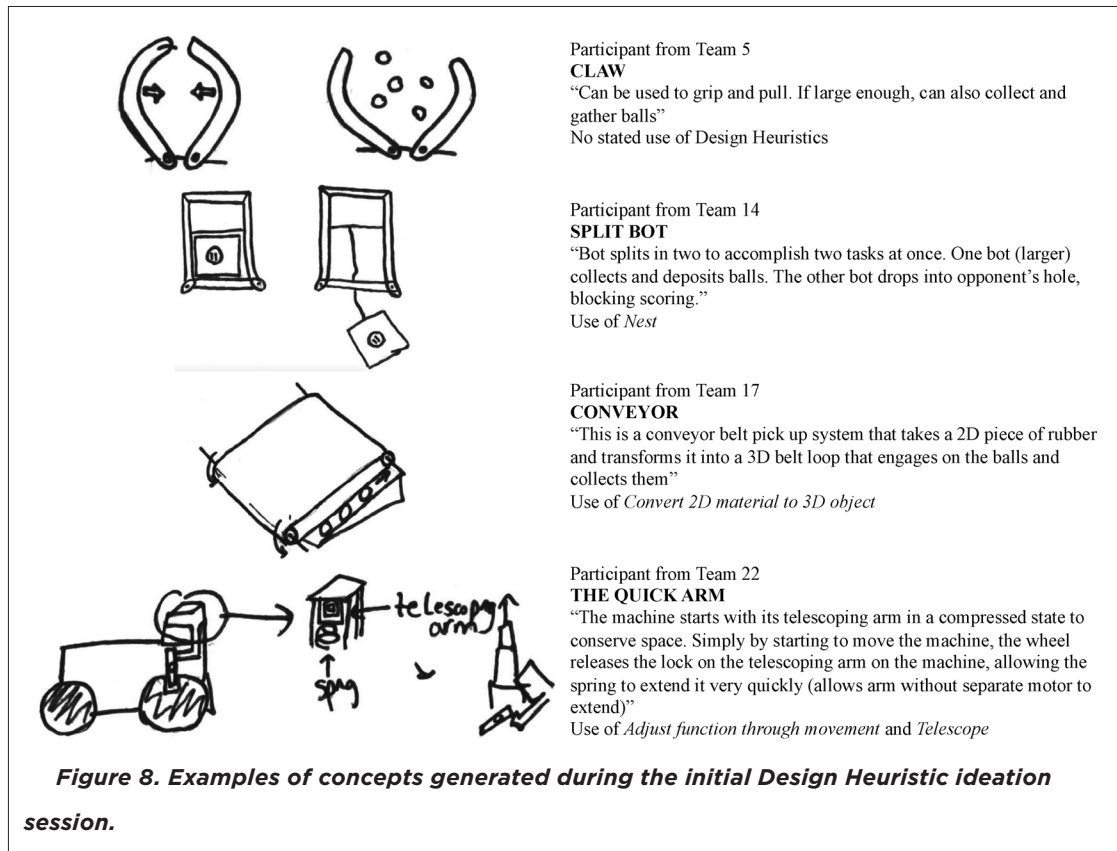 Participant from Team 5
CLAW
“Can be used to grip and pull. If large enough, can also collect and
gather balls”
No stated use of Design Heuristics
Participant from Team 14
SPLIT BOT
“Bot splits in two to accomplish two tasks at once. One bot (larger)
collects and deposits balls. The other bot drops into opponent’s hole,
blocking scoring.”
Use of Nest
Participant from Team 17
CONVEYOR
“This is a conveyor belt pick up system that takes a 2D piece of rubber
and transforms it into a 3D belt loop that engages on the balls and
collects them”
Use of Convert 2D material to 3D object
telescopng
arm
sprg
Participant from Team 22
THE QUICK ARM
“The machine starts with its telescoping arm in a compressed state to
conserve space. Simply by starting to move the machine, the wheel
releases the lock on the telescoping arm on the machine, allowing the
spring to extend it very quickly (allows arm without separate motor to
extend)”
Use of Adjust function through movement and Telescope
Figure 8. Examples of concepts generated during the initial Design Heuristic ideation
session.